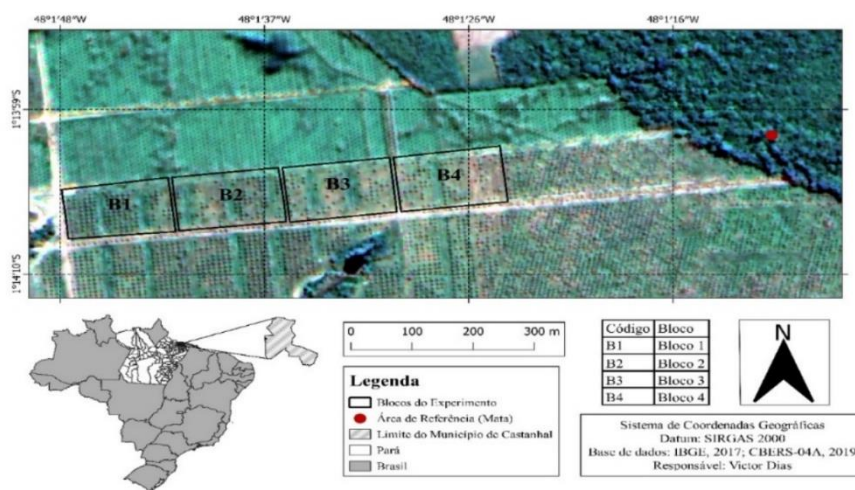 48°1'48"W
48°1'37"W
48°1'26"W
48°1'16"W
1°13'59"S
1°14'10"S
B1
B2
B3
B4
0 100 200 300 m
Legenda
Blocos do Experimento
Área de Referência (Mata)
Limite do Município de Castanhal
Pará
Brasil
Código Bloco
B1 Bloco 1
B2 Bloco 2
B3 Bloco 3
B4 Bloco 4
N
Sistema de Coordenadas Geográficas
Datum: SIRGAS 2000
Base de dados: IBGE, 2017; CBERS-04A, 2019
Responsável: Victor Dias